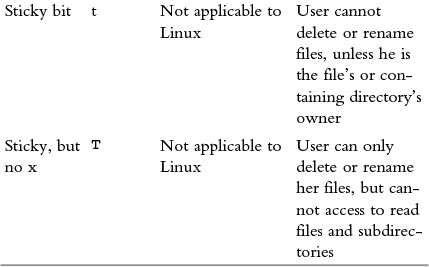 Sticky bit t Not applicable to User cannot
Linux delete or rename
files, unless he is
the file's or con-
taining directory's
owner
Sticky, but T Not applicable to User can only
no x Linux delete or rename
her files, but can-
not access to read
files and subdirec-
tories